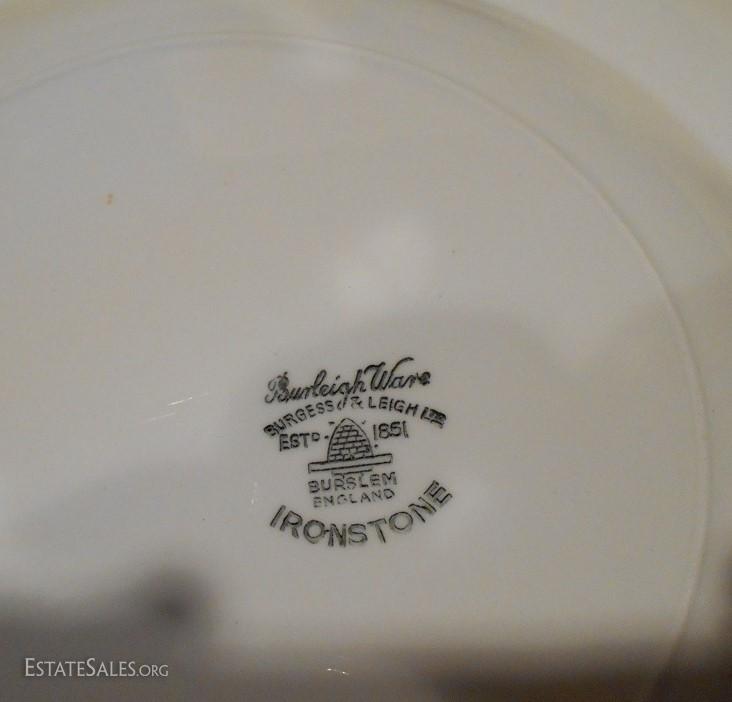 Burleigh Ware
BURGESS & LEIGH LTD
ESTD. 1851
BURSLEM
ENGLAND
IRONSTONE
ESTATESALES.ORG